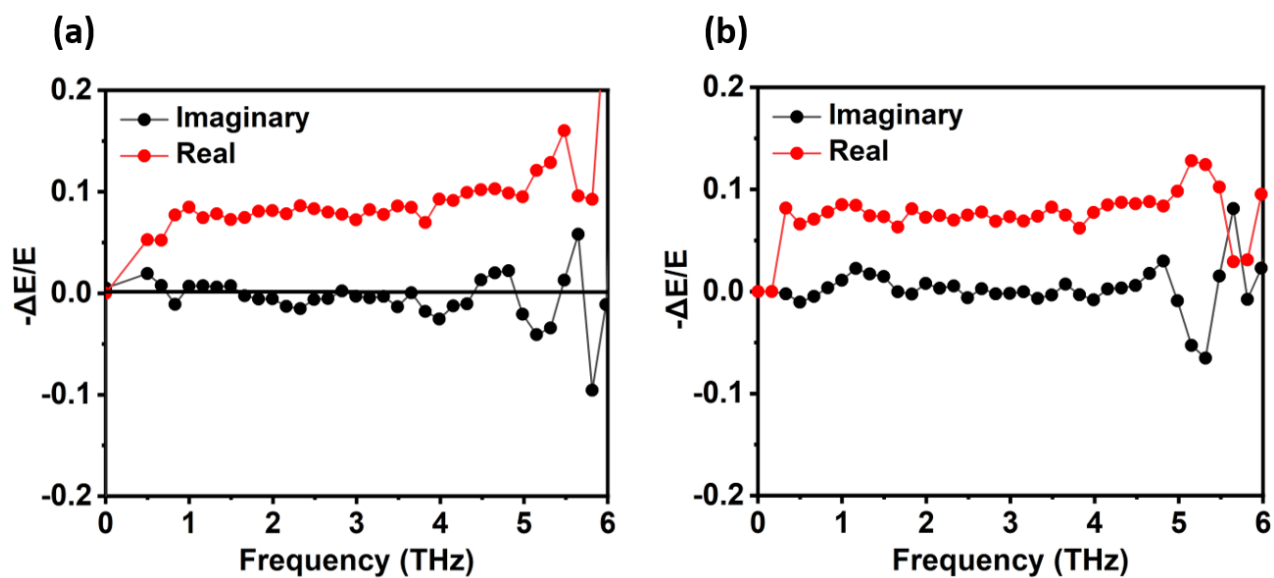 (a)
0.2
0.1
0.0
-0.1
-0.2
-ΔE/E
Imaginary
Real
0 1 2 3 4 5 6
Frequency (THz)
(b)
0.2
0.1
0.0
-0.1
-0.2
-ΔE/E
Imaginary
Real
0 1 2 3 4 5 6
Frequency (THz)